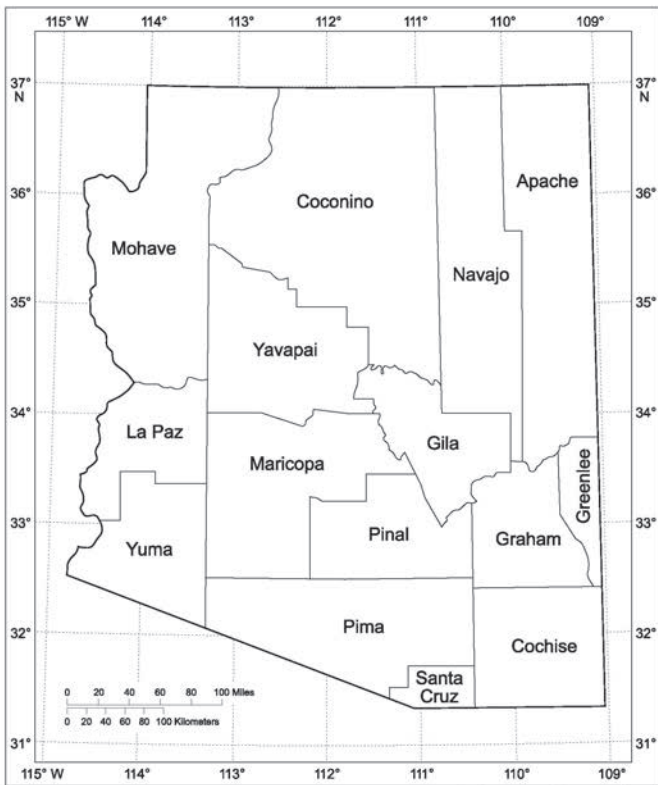 115° W 114° 113° 112° 111° 110° 109°
37° 37°
N N
Apache
36° 36°
Coconino
Mohave
Navajo
35° 35°
Yavapai
34° 34°
La Paz
Gila
Maricopa
Greenlee
33° 33°
Pinal
Graham
Yuma
32° 32°
Pima
Cochise
Santa
Cruz
0 20 40 60 80 100 Miles
0 20 40 60 80 100 Kilometers
31° 31°
115° W 114° 113° 112° 111° 110° 109°